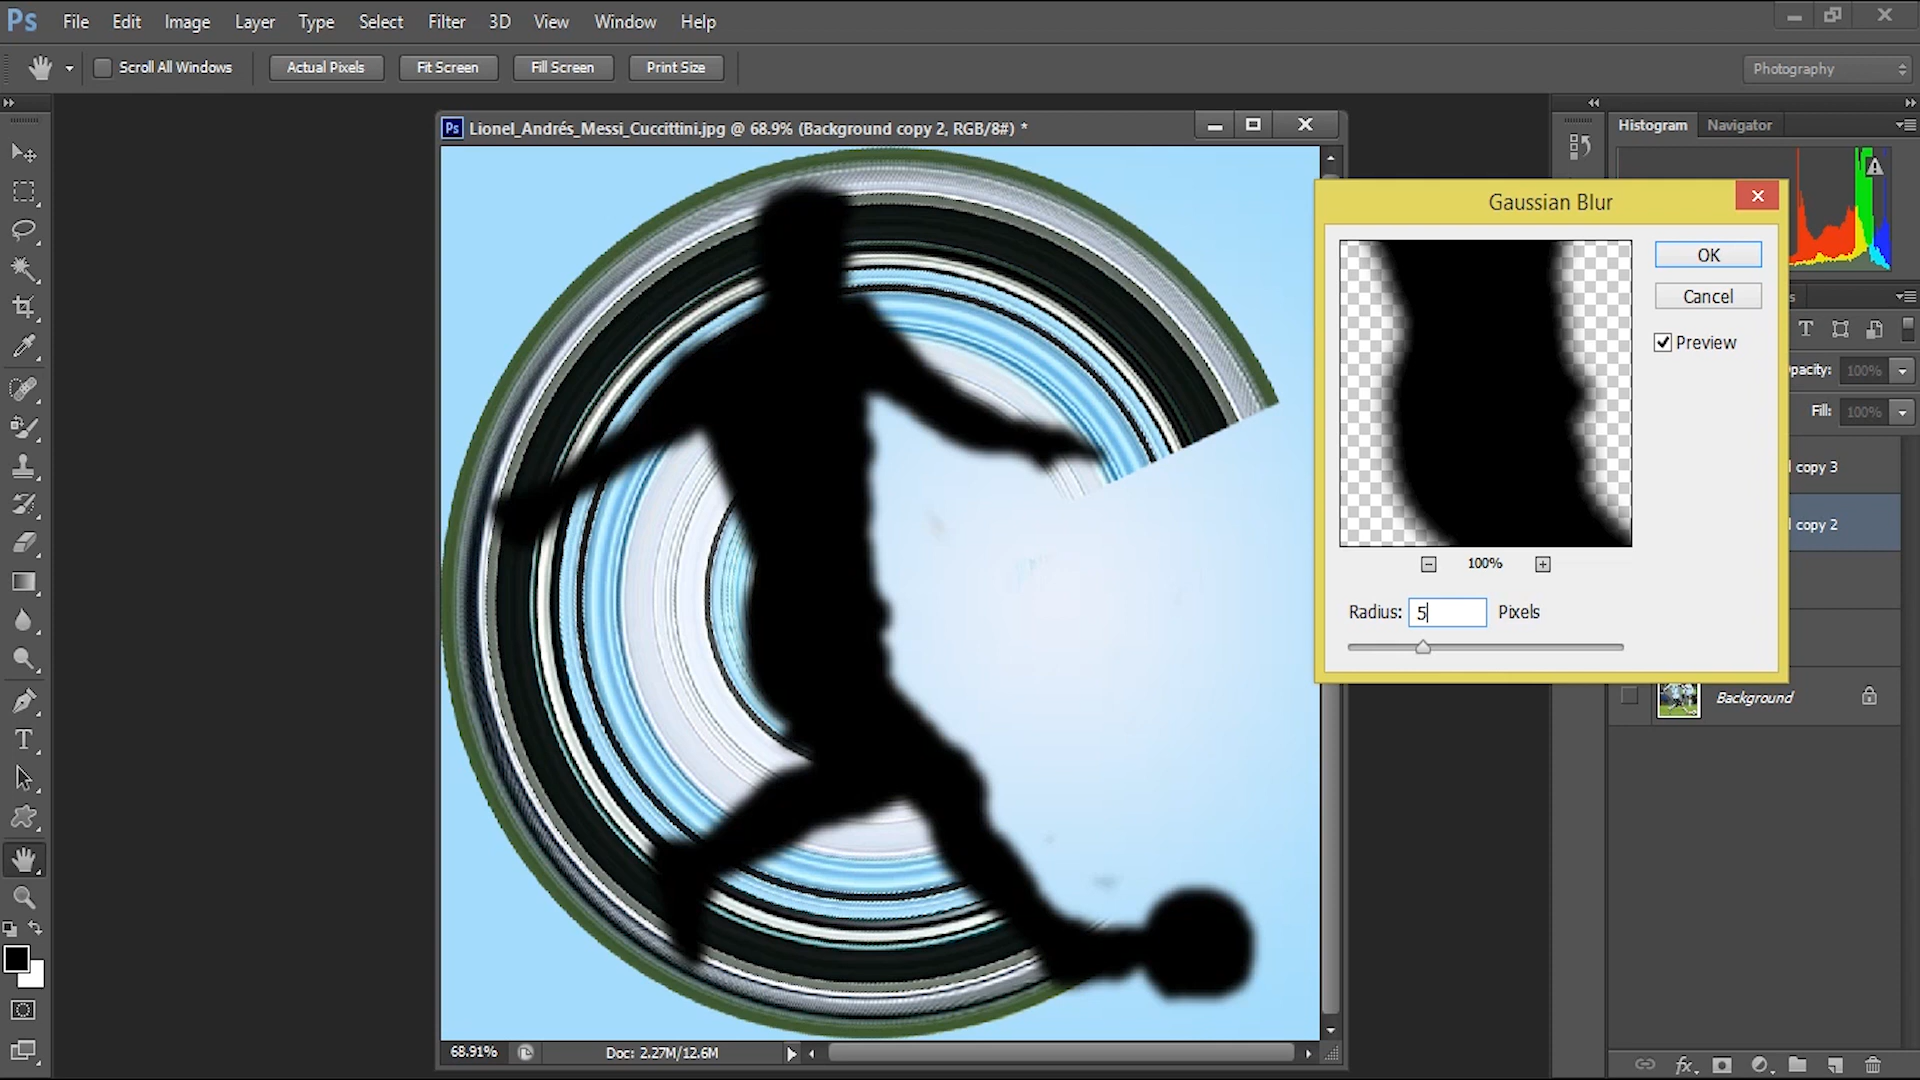 Ps File Edit Image Layer Type Select Filter 3D View Window Help
Scroll All Windows Actual Pixels Fit Screen Fill Screen Print Size Photography
Ps Lionel_Andrés_Messi_Cuccittini.jpg @ 68.9% (Background copy 2, RGB/8#) *
Histogram Navigator
Gaussian Blur
OK
Cancel
Preview
100%
Radius: 5 Pixels
s
T
pacity: 100%
Fill: 100%
l copy 3
l copy 2
Background
T
68.91% Doc: 2.27M/12.6M
fx